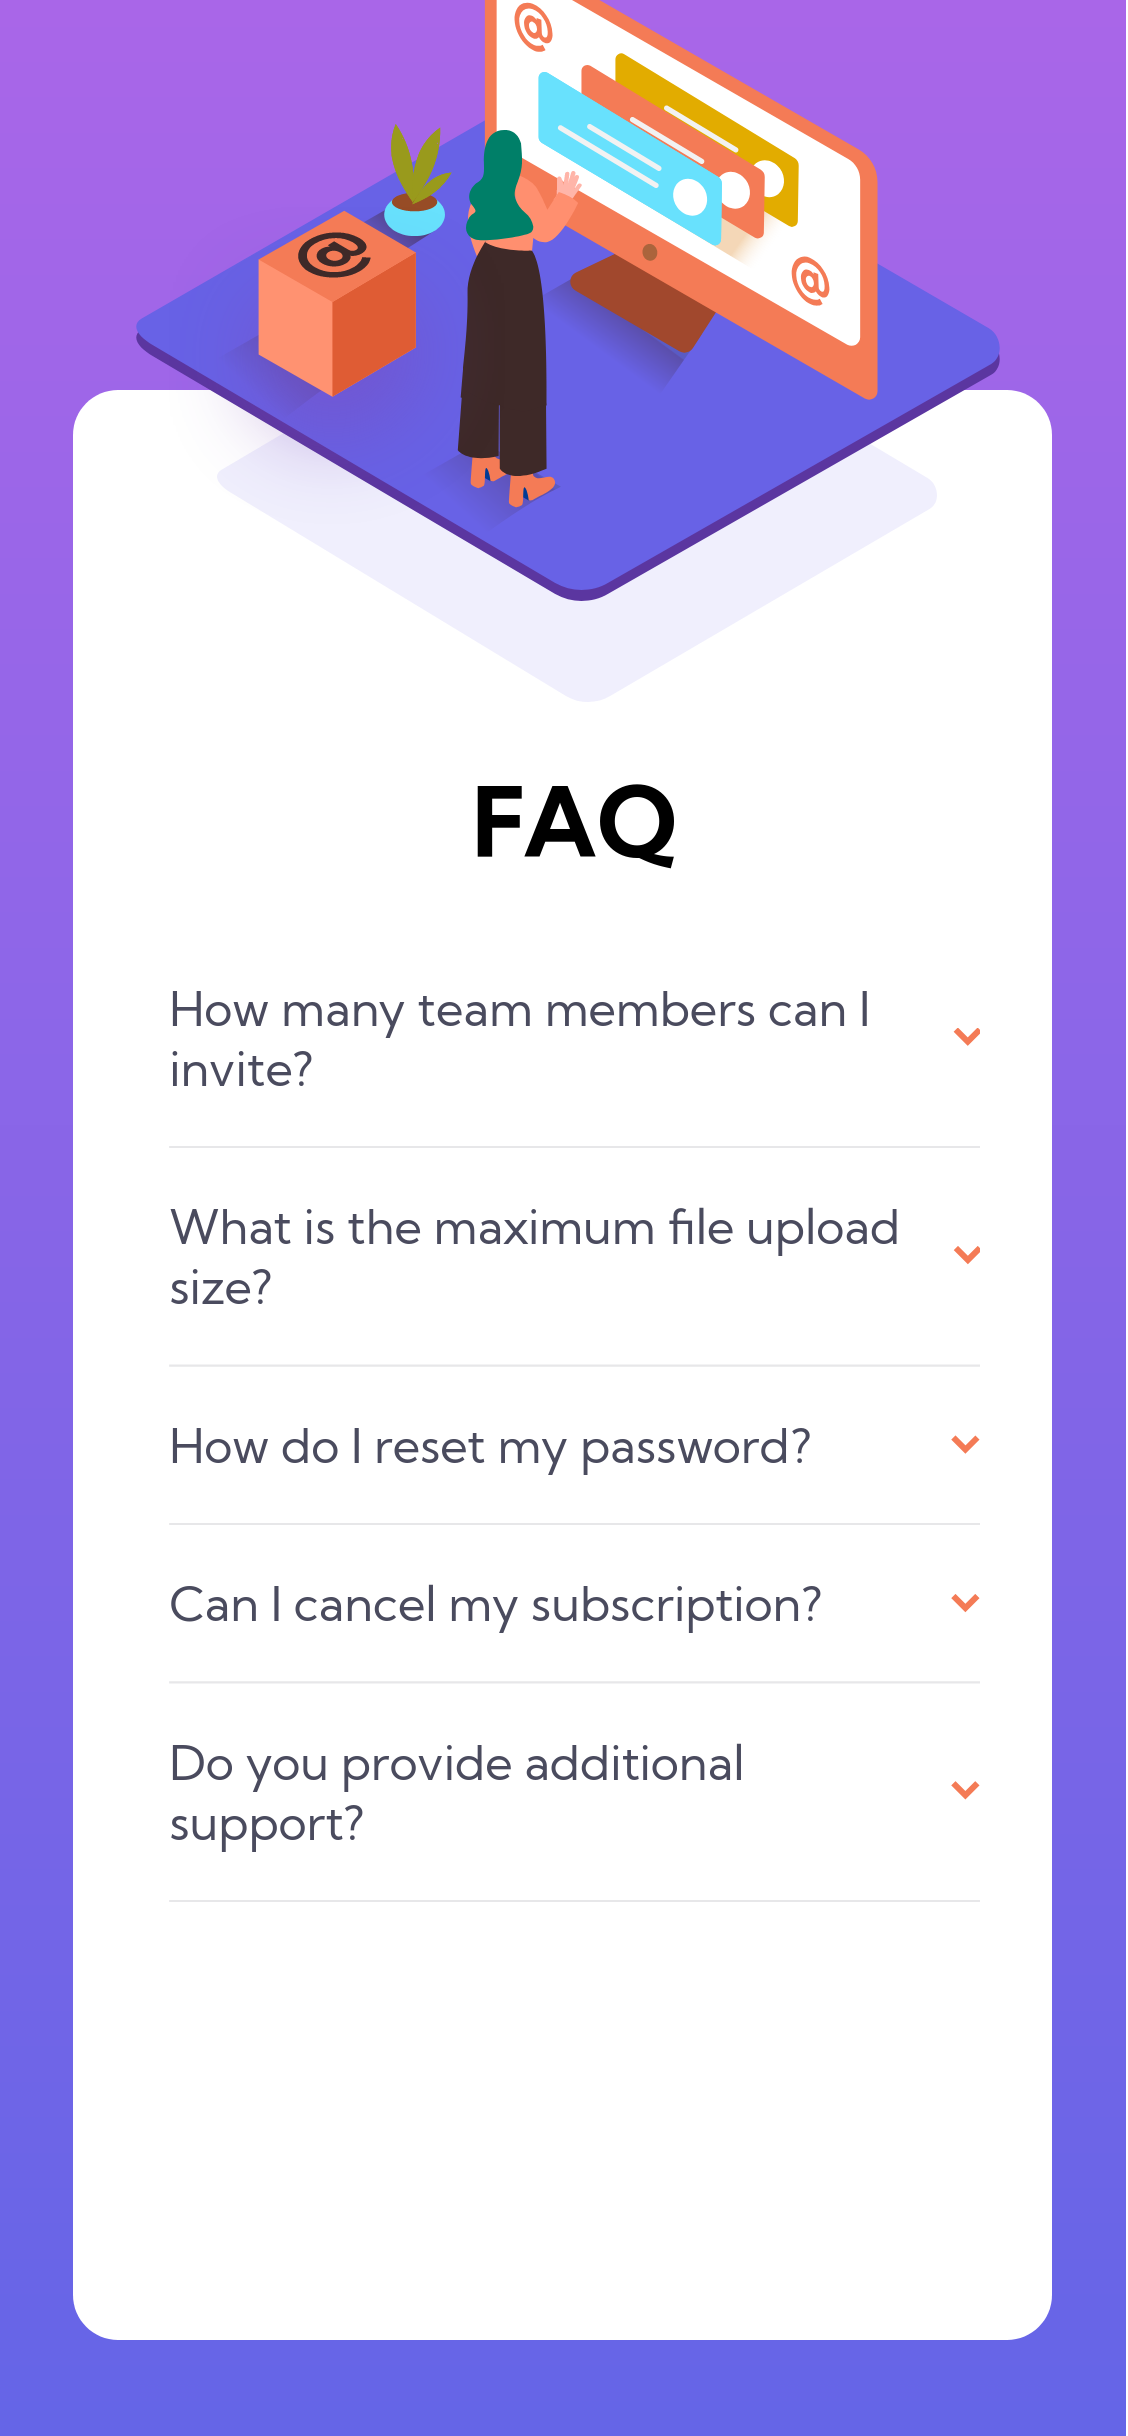 @
@
@
FAQ
How many team members can I
invite?
What is the maximum file upload
size?
How do I reset my password?
Can I cancel my subscription?
Do you provide additional
support?